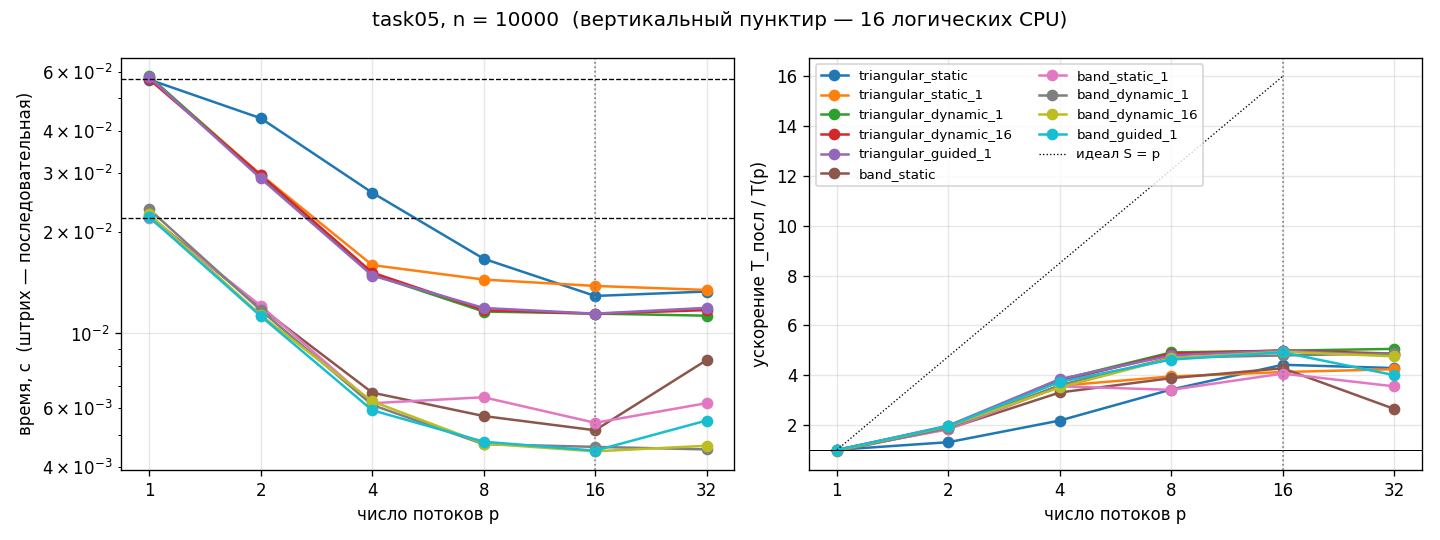 task05, n = 10000  (вертикальный пунктир — 16 логических CPU)
время, с  (штрих — последовательная)
6 × 10⁻²
4 × 10⁻²
3 × 10⁻²
2 × 10⁻²
10⁻²
6 × 10⁻³
4 × 10⁻³
1 2 4 8 16 32
число потоков p
ускорение T_посл / T(p)
16
14
12
10
8
6
4
2
triangular_static
triangular_static_1
triangular_dynamic_1
triangular_dynamic_16
triangular_guided_1
band_static
band_static_1
band_dynamic_1
band_dynamic_16
band_guided_1
идеал S = p
1 2 4 8 16 32
число потоков p